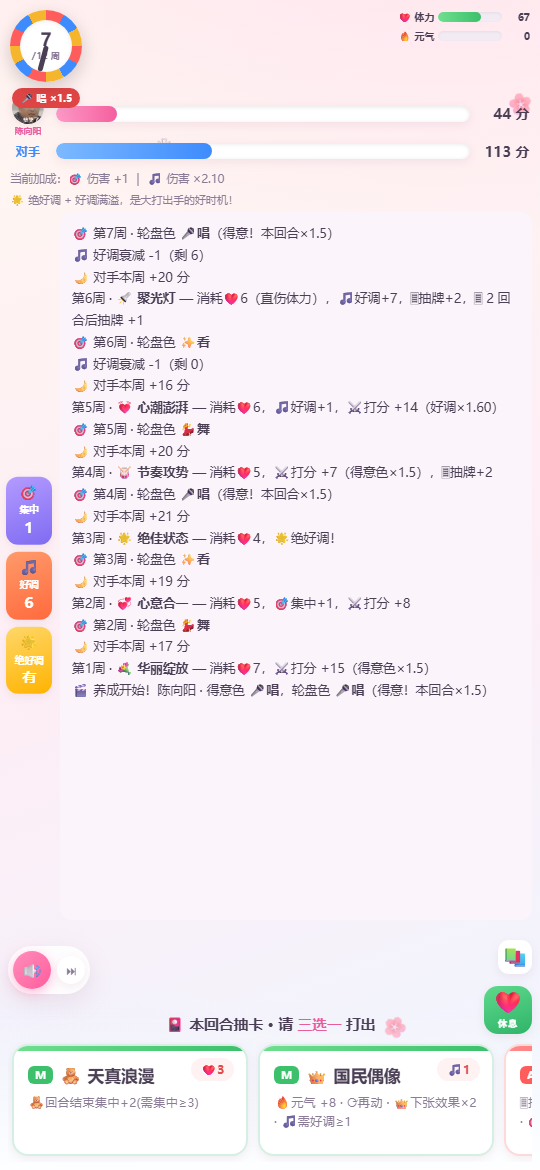 7
周
❤️ 体力 67
🔥 元气 0
🎤 唱 ×1.5
陈向阳
44 分
对手
113 分
当前加成: 🎯 伤害 +1 | 🎵 伤害 ×2.10
🌟 绝好调 + 好调满溢，是大打出手的好时机!
🎯 第7周 · 轮盘色 🎤唱（得意！本回合×1.5）
🎵 好调衰减 -1（剩 6）
🌙 对手本周 +20 分
第6周 · 🔦 聚光灯 — 消耗❤️6（直伤体力），🎵好调+7，🎴抽牌+2，🎴 2 回
合后抽牌 +1
🎯 第6周 · 轮盘色 ✨看
🎵 好调衰减 -1（剩 0）
🌙 对手本周 +16 分
第5周 · 💓 心潮澎湃 — 消耗❤️6，🎵好调+1，⚔️打分 +14（好调×1.60）
🎯 第5周 · 轮盘色 💃舞
🌙 对手本周 +20 分
第4周 · 🥁 节奏攻势 — 消耗❤️5，⚔️打分 +7（得意色×1.5），🎴抽牌+2
🎯 第4周 · 轮盘色 🎤唱（得意！本回合×1.5）
🌙 对手本周 +21 分
第3周 · 🌟 绝佳状态 — 消耗❤️4，🌟绝好调!
🎯 第3周 · 轮盘色 ✨看
🌙 对手本周 +19 分
第2周 · 💞 心意合一 — 消耗❤️5，🎯集中+1，⚔️打分 +8
🎯 第2周 · 轮盘色 💃舞
🌙 对手本周 +17 分
第1周 · 💐 华丽绽放 — 消耗❤️7，⚔️打分 +15（得意色×1.5）
🎬 养成开始！陈向阳 · 得意色 🎤唱，轮盘色 🎤唱（得意！本回合×1.5）
🎯
集中
1
🎵
好调
6
🌟
绝好调
有
休息
🎴 本回合抽卡 • 请 三选一 打出
M 🧸 天真浪漫 ❤️3
🧸回合结束集中+2(需集中≥3)
M 👑 国民偶像 🎵1
🔥元气 +8 · ⟳再动 · 👑下张效果×2
· 🎵需好调≥1